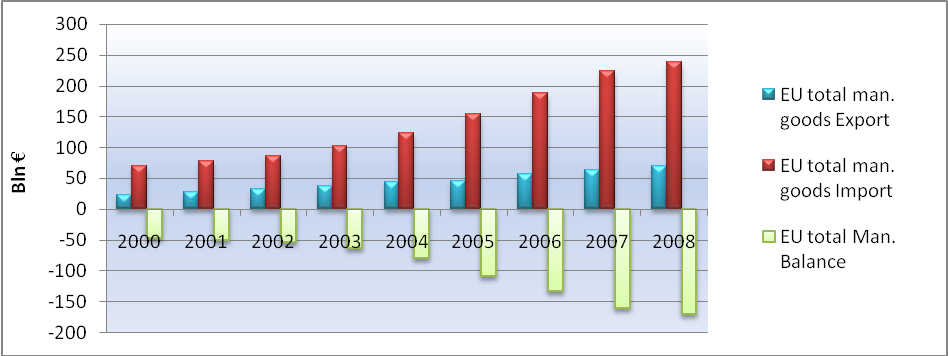 300
250
200
150
100
50
0
-50
-100
-150
-200
Bln€
2000 2001 2002 2003 2004 2005 2006 2007 2008
EU total man.
goods Export
EU total man.
goods Import
EU total Man.
Balance